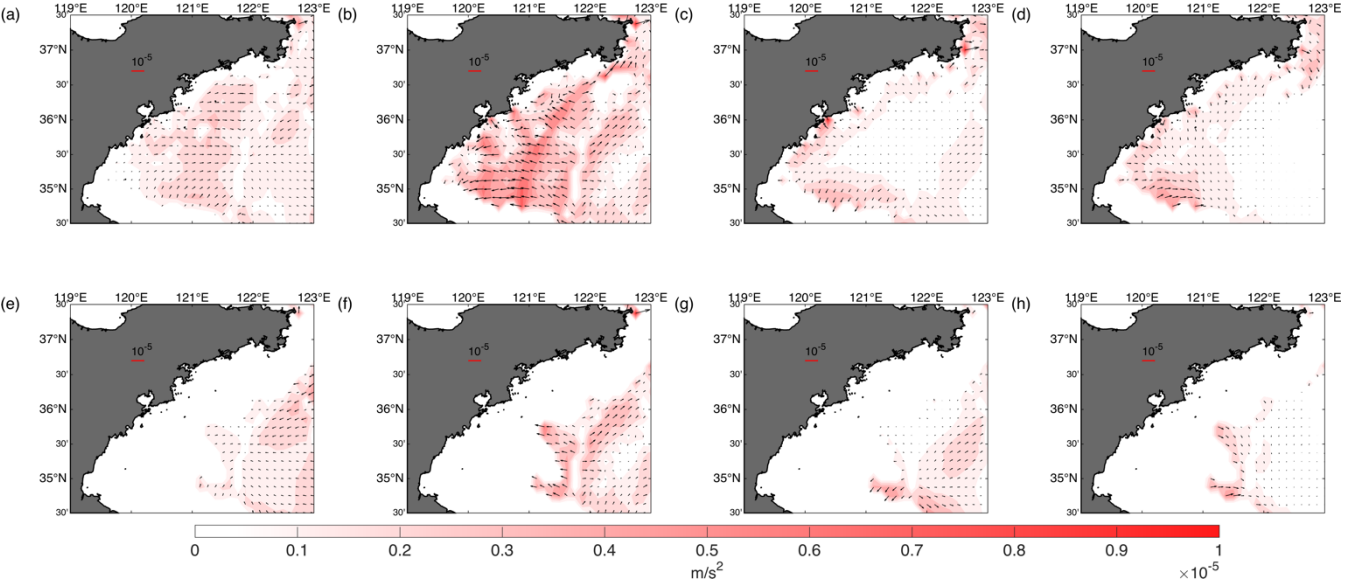 (a) 119°E 120°E 121°E 122°E 123°E (b) 119°E 120°E 121°E 122°E 123°E (c) 119°E 120°E 121°E 122°E 123°E (d) 119°E 120°E 121°E 122°E 123°E
30' 30' 30' 30'
37°N 37°N 37°N 37°N
10-5 10-5 10-5 10-5
30' 30' 30' 30'
36°N 36°N 36°N 36°N
30' 30' 30' 30'
35°N 35°N 35°N 35°N
30' 30' 30' 30'
(e) 119°E 120°E 121°E 122°E 123°E (f) 119°E 120°E 121°E 122°E 123°E (g) 119°E 120°E 121°E 122°E 123°E (h) 119°E 120°E 121°E 122°E 123°E
30' 30' 30' 30'
37°N 37°N 37°N 37°N
10-5 10-5 10-5 10-5
30' 30' 30' 30'
36°N 36°N 36°N 36°N
30' 30' 30' 30'
35°N 35°N 35°N 35°N
30' 30' 30' 30'
0 0.1 0.2 0.3 0.4 0.5 0.6 0.7 0.8 0.9 1
m/s² ×10-5